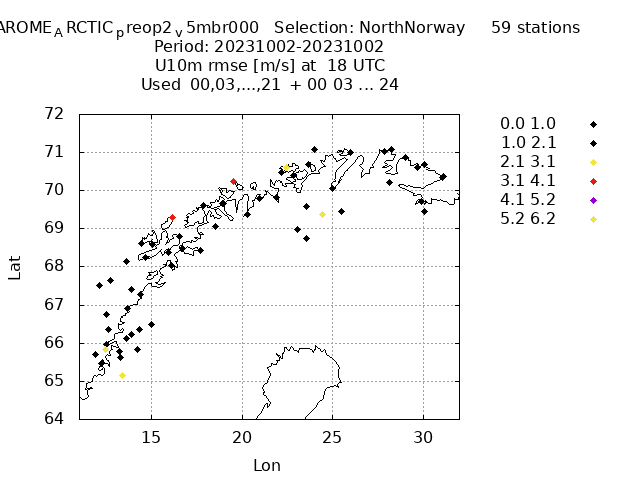 AROME A RCTIC p reop2 v 5mbr000 Selection: NorthNorway 59 stations
Period: 20231002-20231002
U10m rmse [m/s] at 18 UTC
Used 00,03,...,21 + 00 03 ... 24
72
71
70
69
68
67
66
65
64
Lat
15 20 25 30
Lon
0.0 1.0
1.0 2.1
2.1 3.1
3.1 4.1
4.1 5.2
5.2 6.2